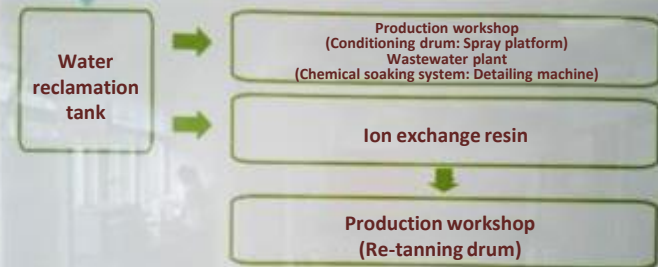 Water
reclamation
tank
Production workshop
(Conditioning drum: Spray platform)
Wastewater plant
(Chemical soaking system: Detailing machine)
Ion exchange resin
Production workshop
(Re-tanning drum)